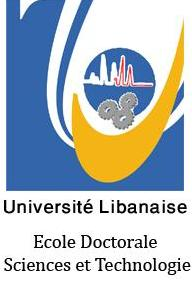 Université Libanaise
Ecole Doctorale
Sciences et Technologie